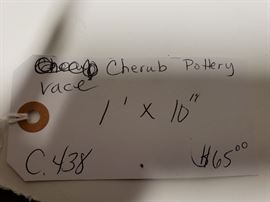 Cherub Pottery
vace
1' x 10"
C. 438
$65.00